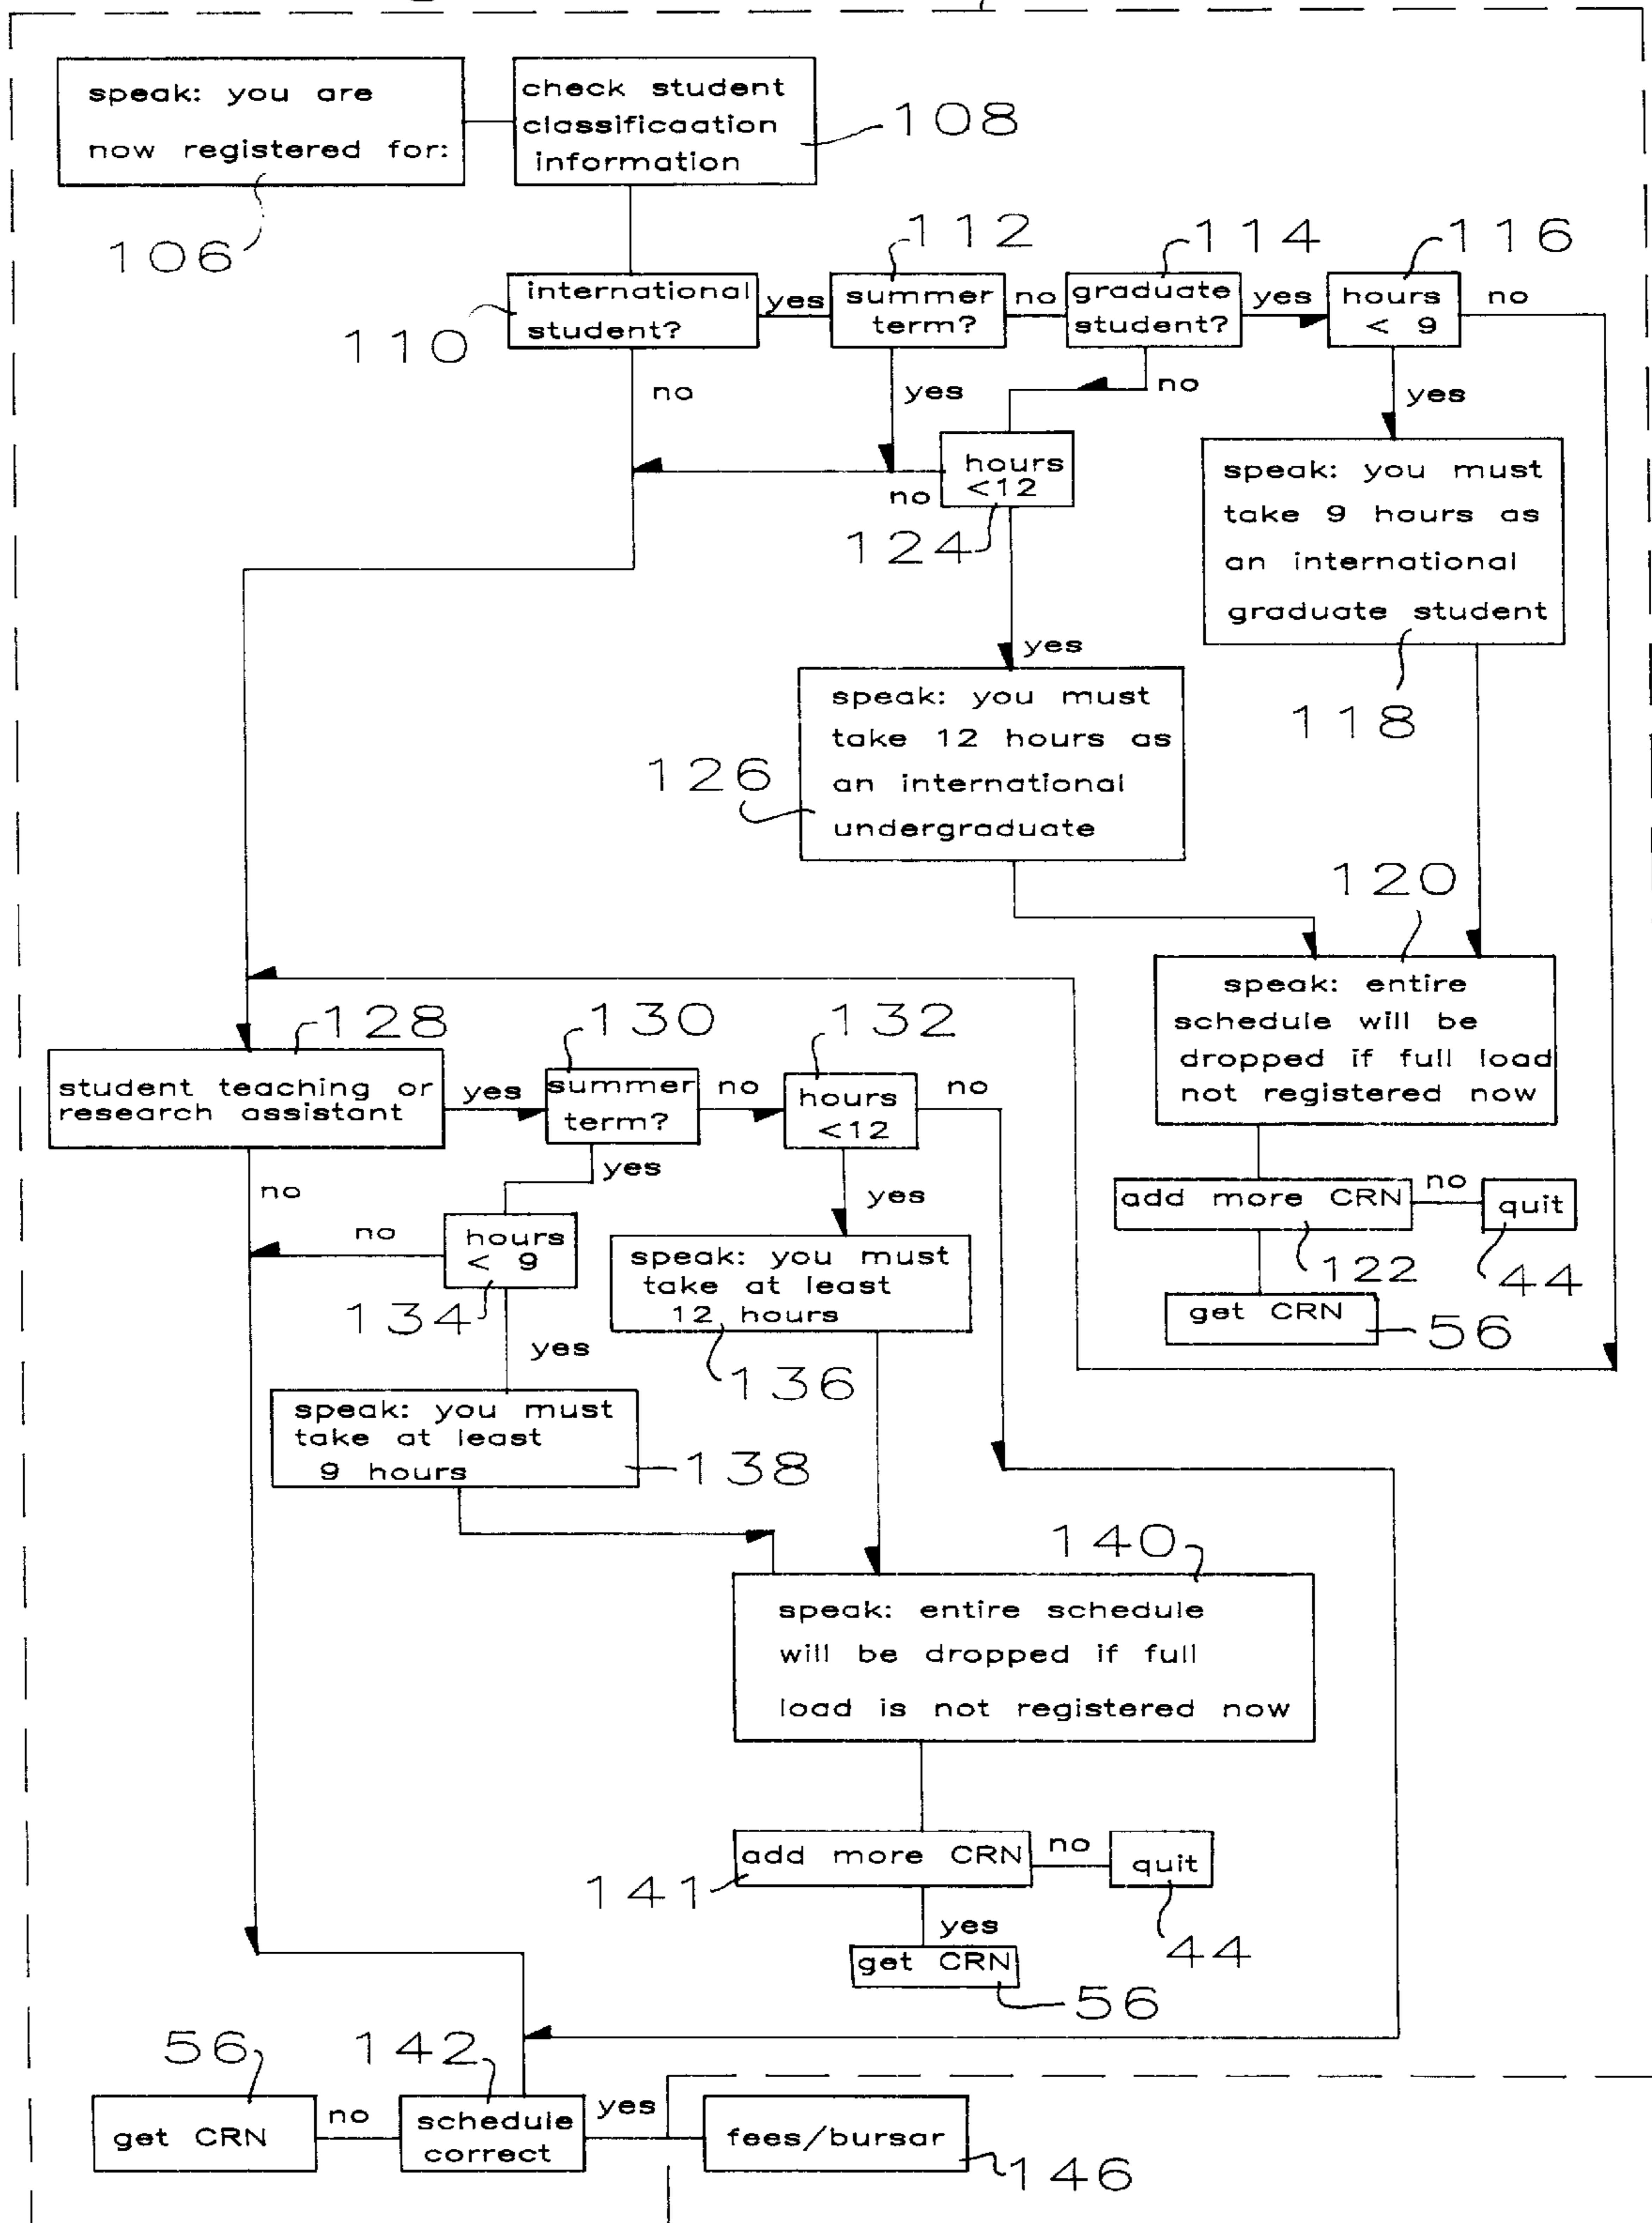 speak: you are
now registered for:
106
check student
classificaation
information
108
international
student?
110
yes
no
112
summer
term?
no
yes
114
graduate
student?
yes
no
116
hours
< 9
no
yes
hours
<12
no
124
yes
speak: you must
take 9 hours as
an international
graduate student
118
speak: you must
take 12 hours as
an international
undergraduate
126
120
speak: entire
schedule will be
dropped if full load
not registered now
add more CRN
no
quit
122
44
get CRN
56
128
student teaching or
research assistant
yes
no
130
summer
term?
no
yes
132
hours
<12
no
yes
hours
< 9
no
134
yes
speak: you must
take at least
12 hours
136
speak: you must
take at least
9 hours
138
140
speak: entire schedule
will be dropped if full
load is not registered now
add more CRN
no
quit
141
44
yes
get CRN
56
56
get CRN
no
142
schedule
correct
yes
fees/bursar
146